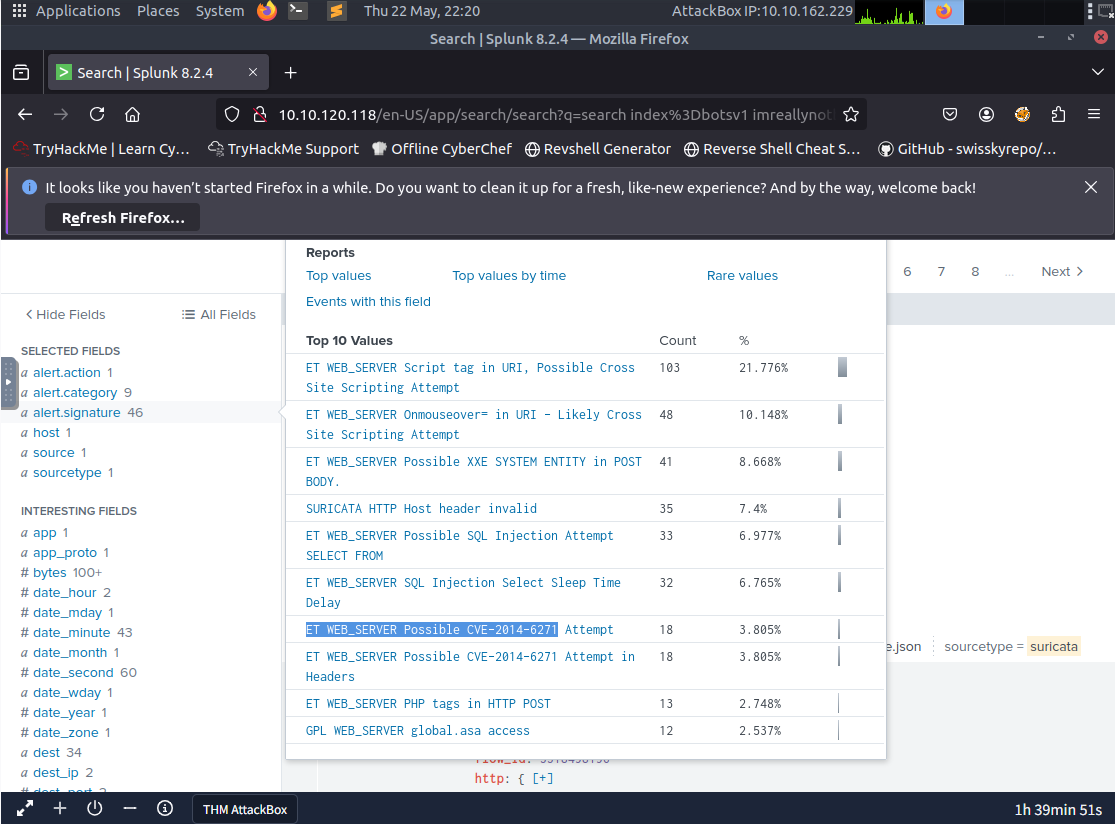 Applications Places System Thu 22 May, 22:20 AttackBox IP:10.10.162.229
Search | Splunk 8.2.4 — Mozilla Firefox
Search | Splunk 8.2.4
10.10.120.118/en-US/app/search/search?q=search index%3Dbotsv1 imreallynot
TryHackMe | Learn Cy… TryHackMe Support Offline CyberChef Revshell Generator Reverse Shell Cheat S… GitHub - swisskyrepo/…
It looks like you haven’t started Firefox in a while. Do you want to clean it up for a fresh, like-new experience? And by the way, welcome back!
Refresh Firefox…
6 7 8 … Next >
< Hide Fields All Fields
SELECTED FIELDS
a alert.action 1
a alert.category 9
a alert.signature 46
a host 1
a source 1
a sourcetype 1
INTERESTING FIELDS
a app 1
a app_proto 1
# bytes 100+
# date_hour 2
# date_mday 1
# date_minute 43
a date_month 1
# date_second 60
a date_wday 1
# date_year 1
# date_zone 1
a dest 34
a dest_ip 2
# dest_port 2
Reports
Top values Top values by time Rare values
Events with this field
Top 10 Values Count %
ET WEB_SERVER Script tag in URI, Possible Cross 103 21.776%
Site Scripting Attempt
ET WEB_SERVER Onmouseover= in URI - Likely Cross 48 10.148%
Site Scripting Attempt
ET WEB_SERVER Possible XXE SYSTEM ENTITY in POST 41 8.668%
BODY.
SURICATA HTTP Host header invalid 35 7.4%
ET WEB_SERVER Possible SQL Injection Attempt 33 6.977%
SELECT FROM
ET WEB_SERVER SQL Injection Select Sleep Time 32 6.765%
Delay
ET WEB_SERVER Possible CVE-2014-6271 Attempt 18 3.805%
ET WEB_SERVER Possible CVE-2014-6271 Attempt in 18 3.805%
Headers
ET WEB_SERVER PHP tags in HTTP POST 13 2.748%
GPL WEB_SERVER global.asa access 12 2.537%
e.json sourcetype = suricata
http: { [+]
THM AttackBox 1h 39min 51s